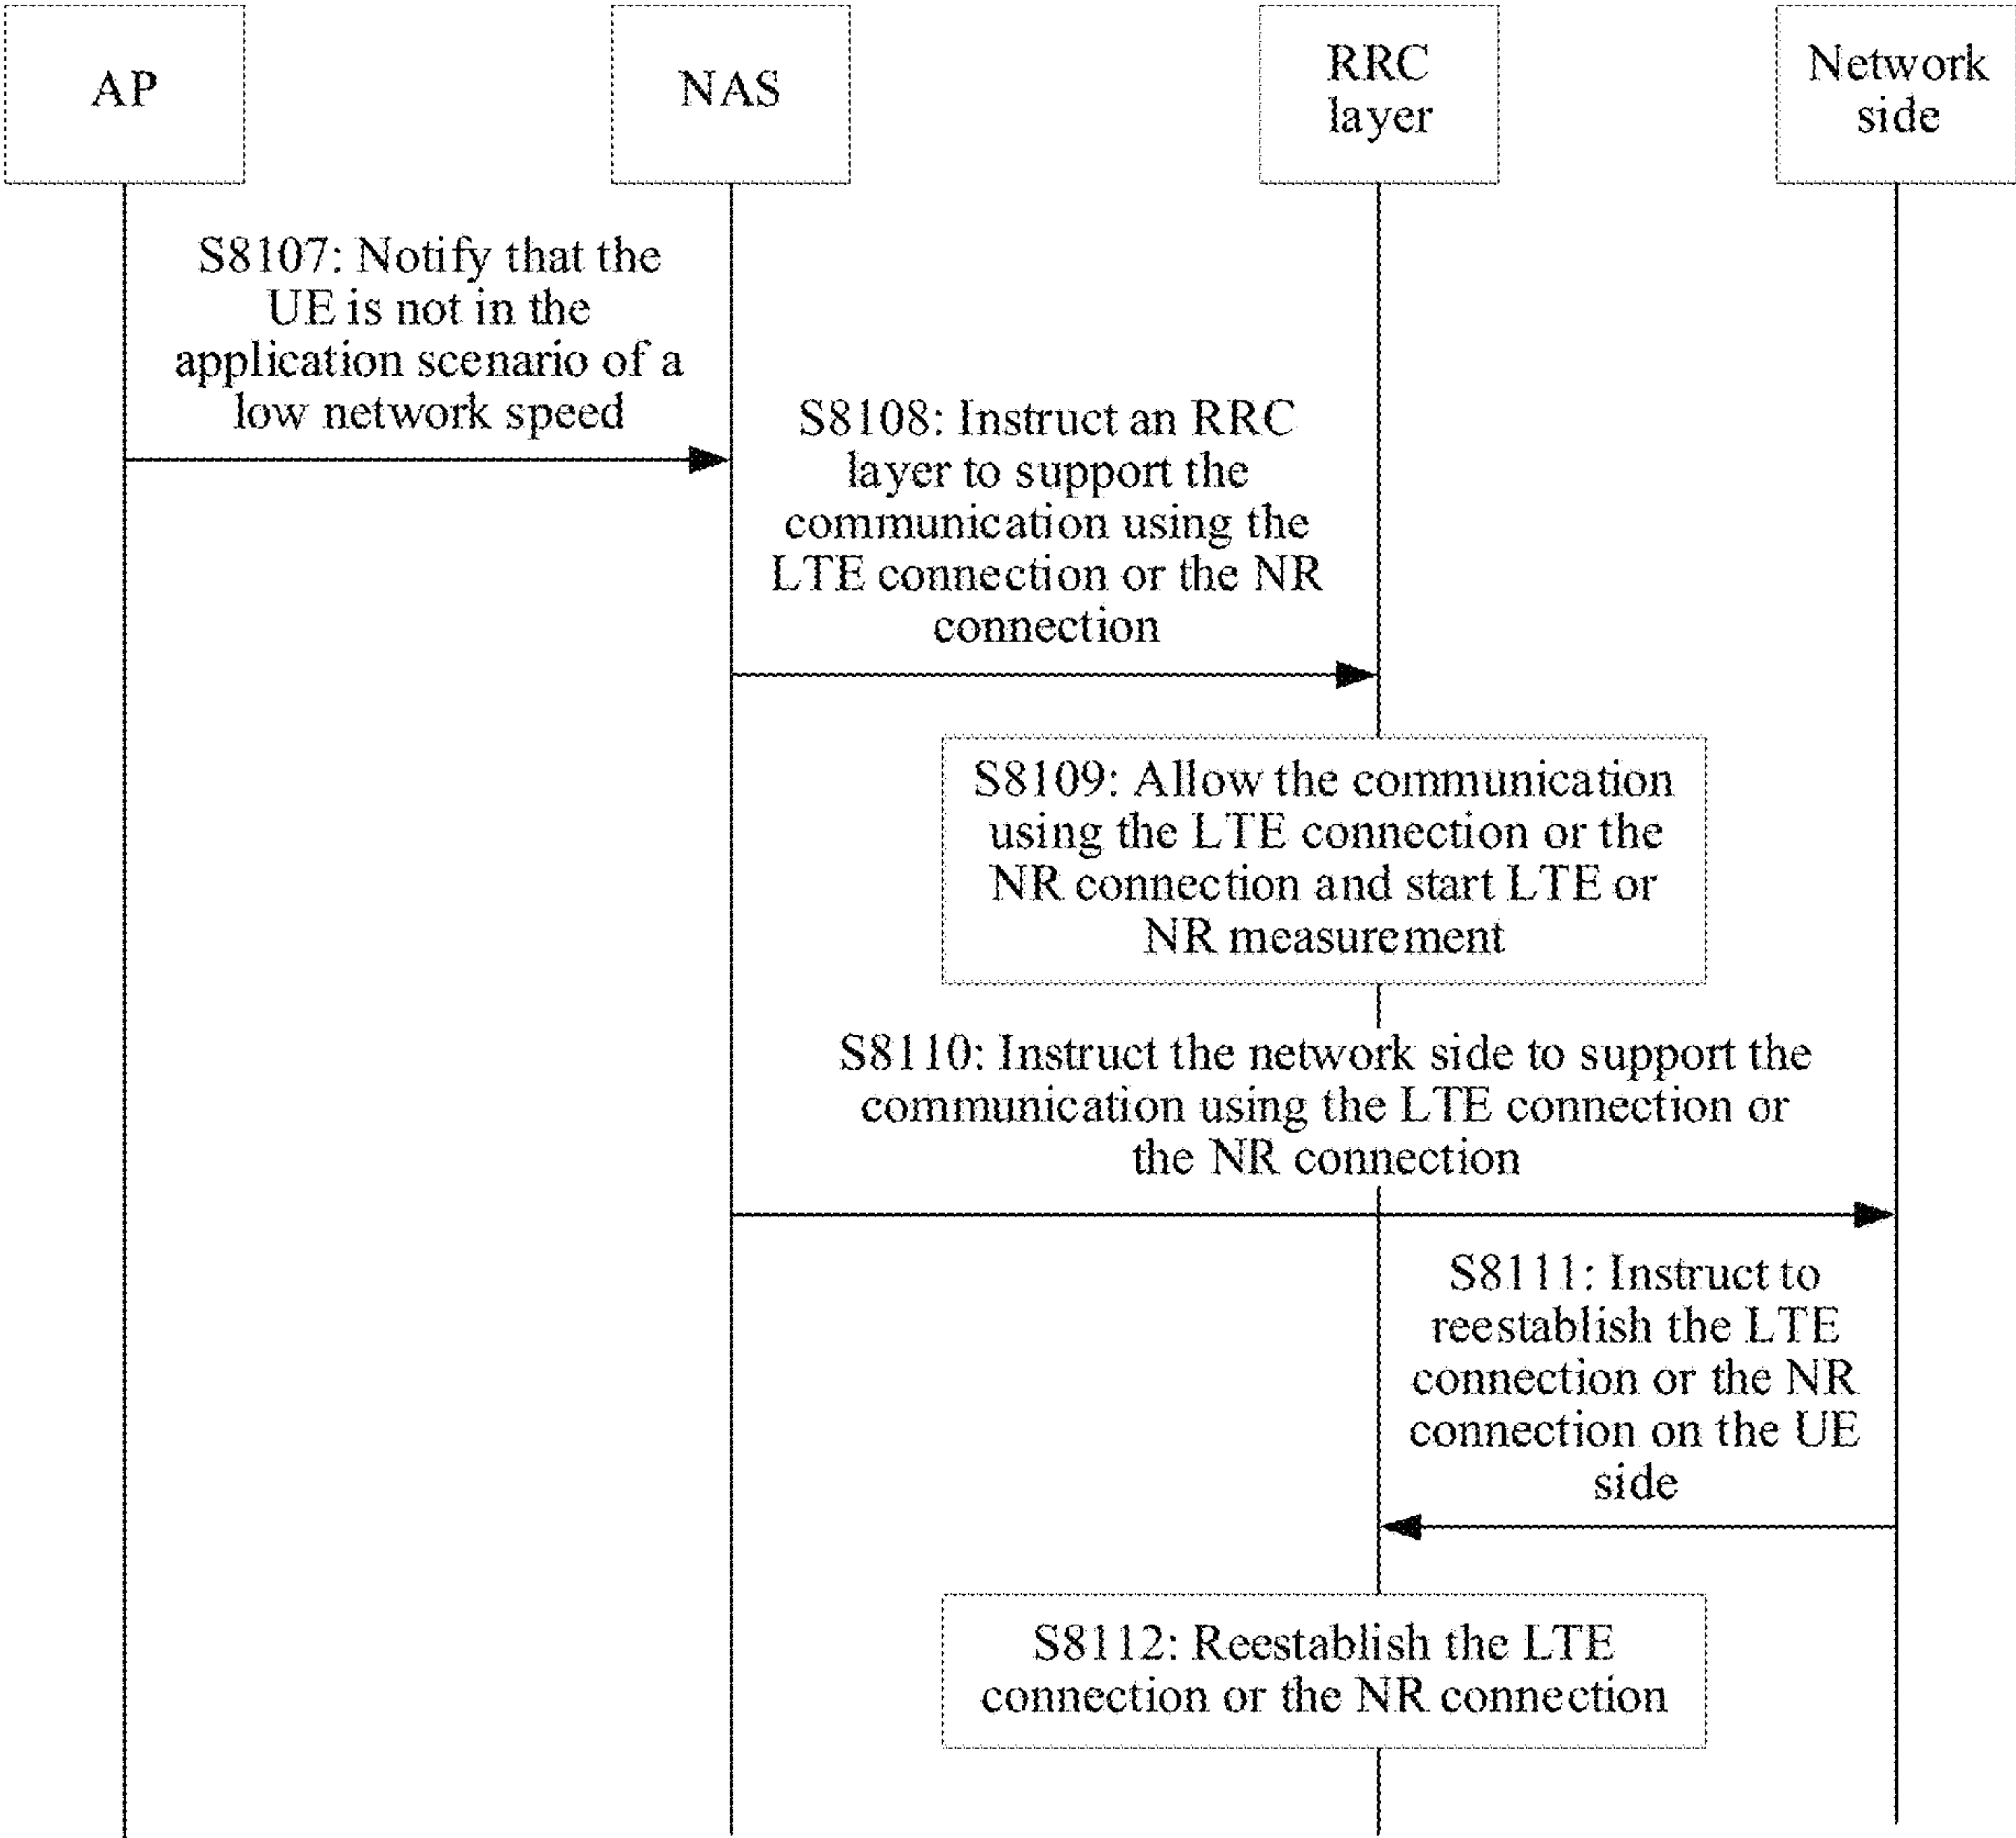 AP
NAS
RRC
layer
Network
side
S8107: Notify that the
UE is not in the
application scenario of a
low network speed
S8108: Instruct an RRC
layer to support the
communication using the
LTE connection or the NR
connection
S8109: Allow the communication
using the LTE connection or the
NR connection and start LTE or
NR measurement
S8110: Instruct the network side to support the
communication using the LTE connection or
the NR connection
S8111: Instruct to
reestablish the LTE
connection or the NR
connection on the UE
side
S8112: Reestablish the LTE
connection or the NR connection